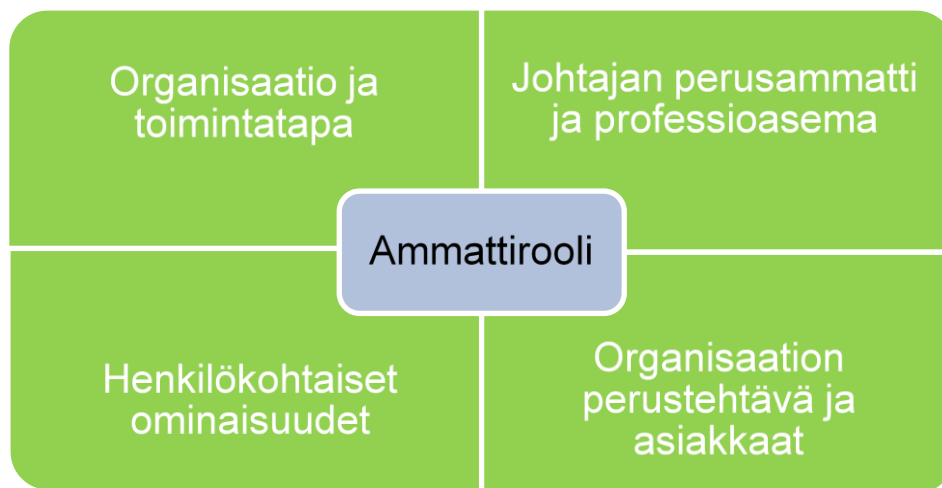 Organisaatio ja
toimintatapa
Johtajan perusammatti
ja professioasema
Ammattirooli
Henkilökohtaiset
ominaisuudet
Organisaation
perustehtävä ja
asiakkaat